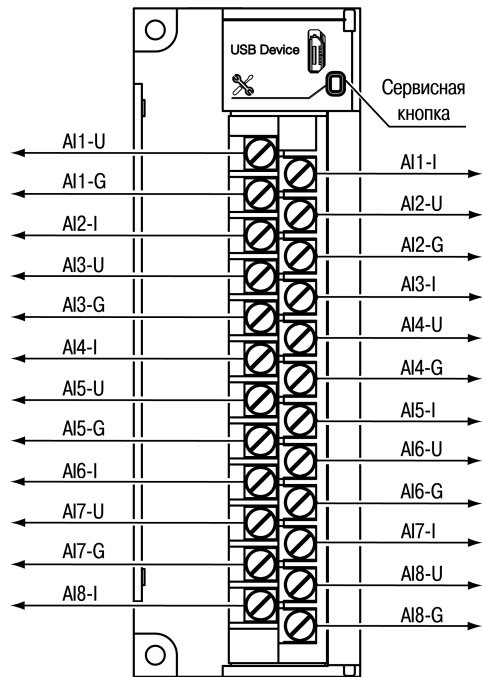 USB Device
Сервисная
кнопка
AI1-U
AI1-I
AI1-G
AI2-U
AI2-I
AI2-G
AI3-U
AI3-I
AI3-G
AI4-U
AI4-I
AI4-G
AI5-U
AI5-I
AI5-G
AI6-U
AI6-I
AI6-G
AI7-U
AI7-I
AI7-G
AI8-U
AI8-I
AI8-G